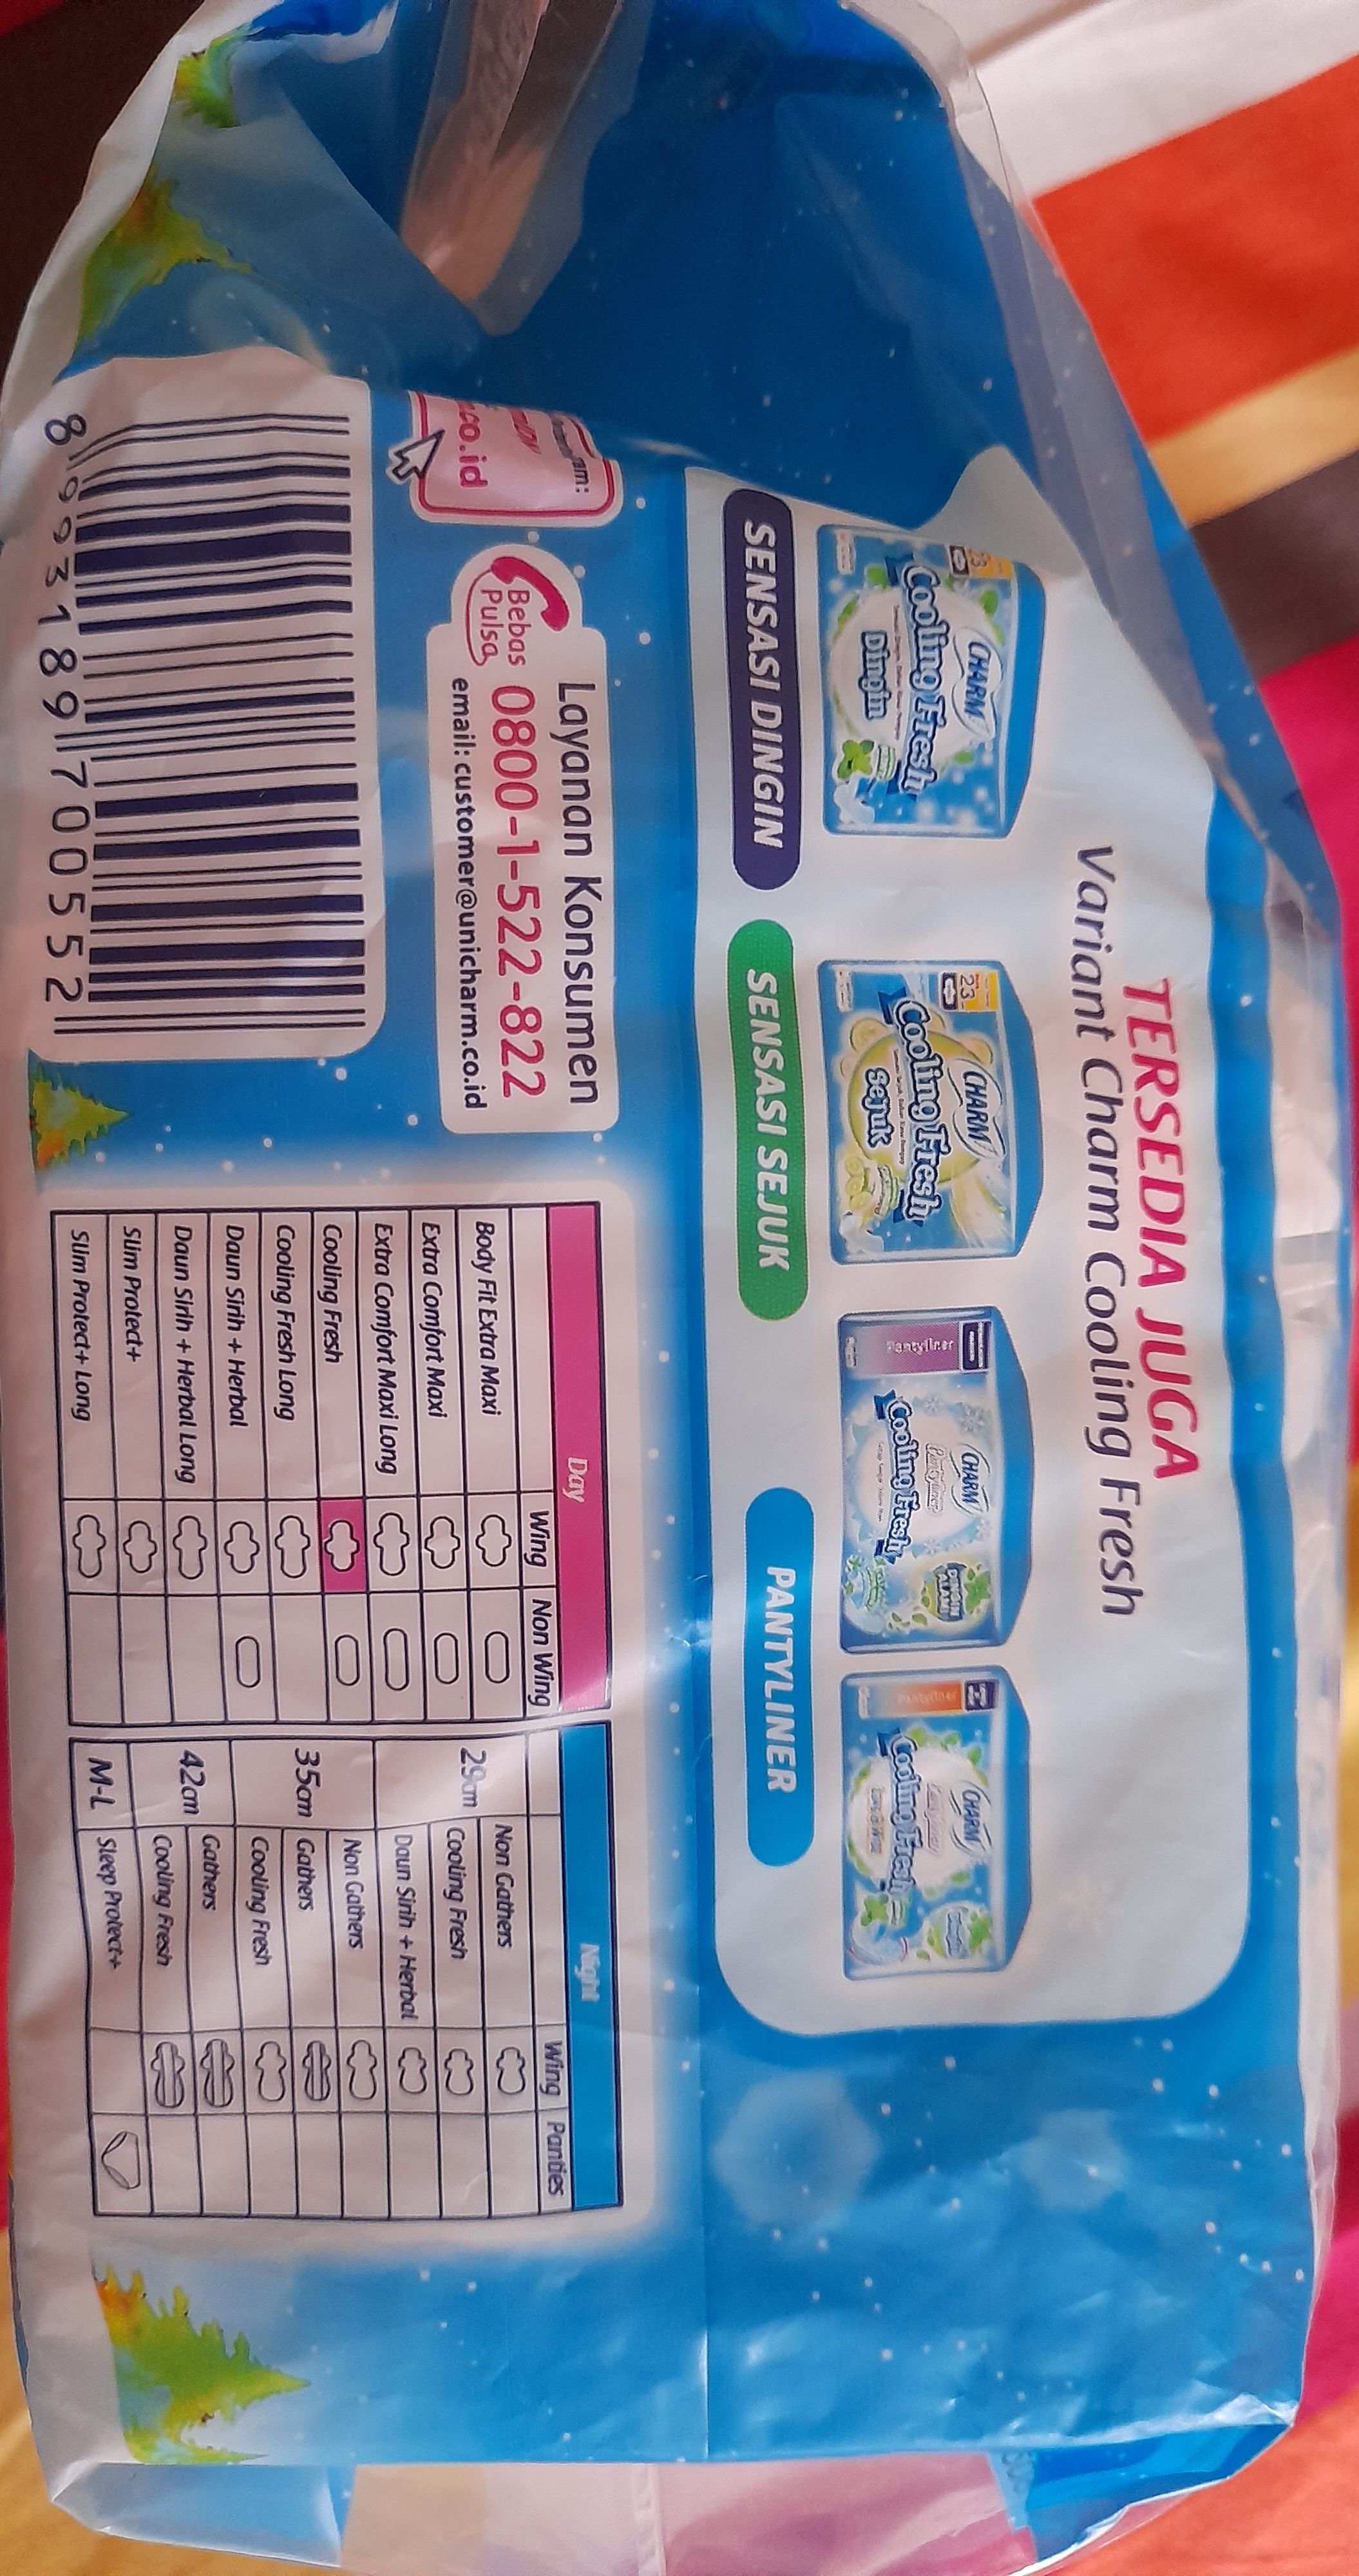 TERSEDIA JUGA
Variant Charm Cooling Fresh
CHARM
Cooling Fresh
Dingin
CHARM
Cooling Fresh
Sejuk
23
Pantyliner
CHARM
Pantyliner
Cooling Fresh
Pantyliner
CHARM
Cooling Fresh
SENSASI DINGIN
SENSASI SEJUK
PANTYLINER
.co.id
Layanan Konsumen
Bebas Pulsa 0800-1-522-822
email: customer@unicharm.co.id
8 993189 700552
Day
Wing Non Wing
Body Fit Extra Maxi
Extra Comfort Maxi
Extra Comfort Maxi Long
Cooling Fresh
Cooling Fresh Long
Daun Sirih + Herbal
Daun Sirih + Herbal Long
Slim Protect+
Slim Protect+ Long
Night
Wing Panties
29cm Non Gathers
Cooling Fresh
Daun Sirih + Herbal
35cm Non Gathers
Gathers
Cooling Fresh
42cm Gathers
Cooling Fresh
M-L Sleep Protect+